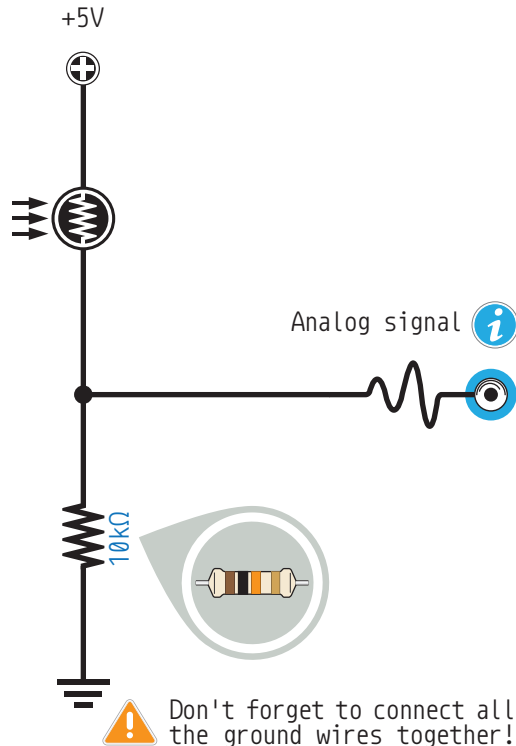 +5V
Analog signal i
10kΩ
! Don't forget to connect all
the ground wires together!